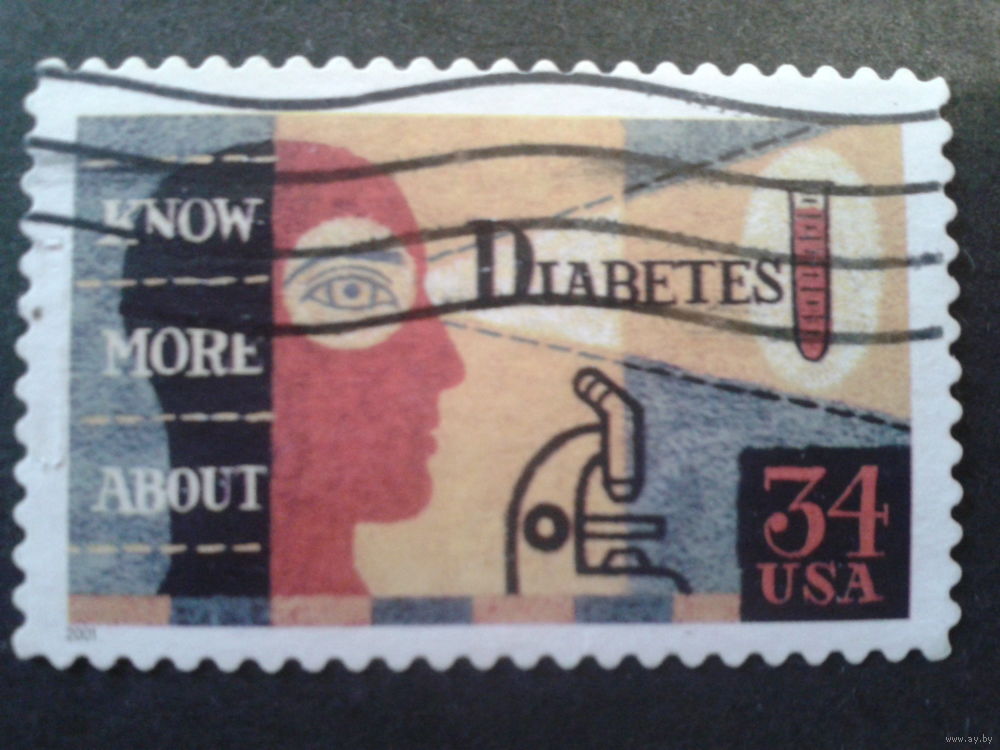 KNOW
MORE
ABOUT
DIABETES
34
USA
2001
www.ay.by